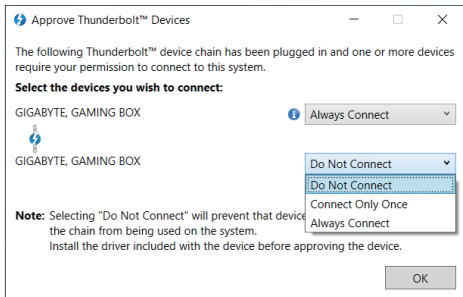 Approve Thunderbolt™ Devices
The following Thunderbolt™ device chain has been plugged in and one or more devices
require your permission to connect to this system.
Select the devices you wish to connect:
GIGABYTE, GAMING BOX
Always Connect
GIGABYTE, GAMING BOX
Do Not Connect
Do Not Connect
Connect Only Once
Always Connect
Note: Selecting "Do Not Connect" will prevent that device
the chain from being used on the system.
Install the driver included with the device before approving the device.
OK